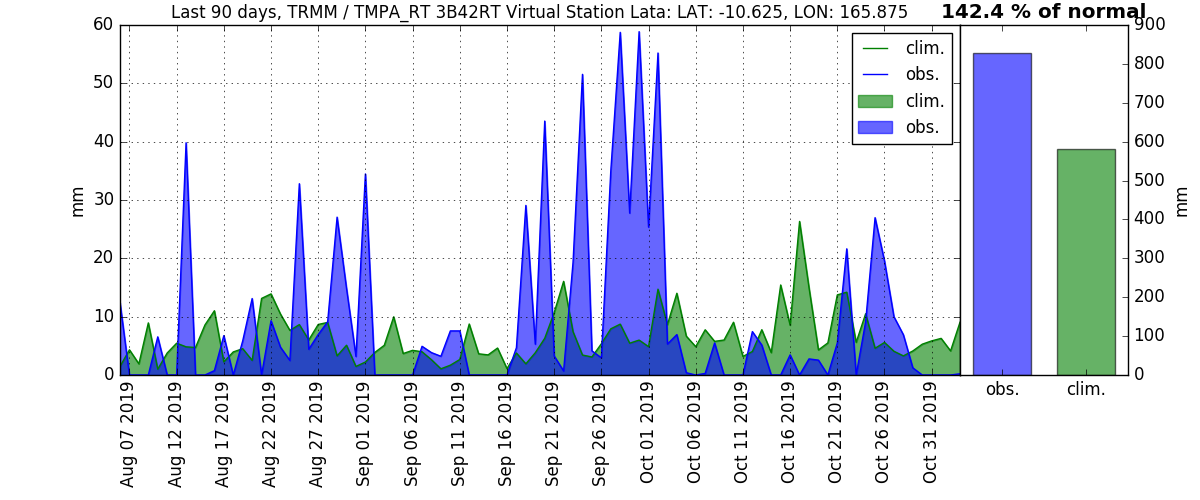 Last 90 days, TRMM / TMPA_RT 3B42RT Virtual Station Lata: LAT: -10.625, LON: 165.875
142.4 % of normal
60
50
40
30
20
10
0
mm
clim.
obs.
clim.
obs.
900
800
700
600
500
400
300
200
100
0
mm
obs.
clim.
Aug 07 2019
Aug 12 2019
Aug 17 2019
Aug 22 2019
Aug 27 2019
Sep 01 2019
Sep 06 2019
Sep 11 2019
Sep 16 2019
Sep 21 2019
Sep 26 2019
Oct 01 2019
Oct 06 2019
Oct 11 2019
Oct 16 2019
Oct 21 2019
Oct 26 2019
Oct 31 2019